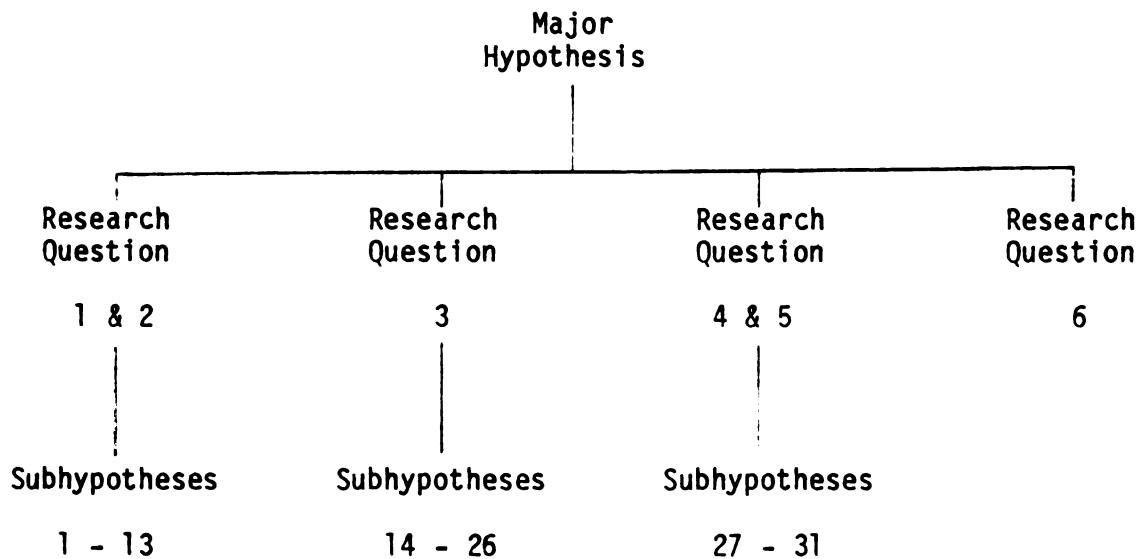 Major
Hypothesis
Research Question
Research Question
Research Question
Research Question
1 & 2
3
4 & 5
6
Subhypotheses
Subhypotheses
Subhypotheses
1 - 13
14 - 26
27 - 31